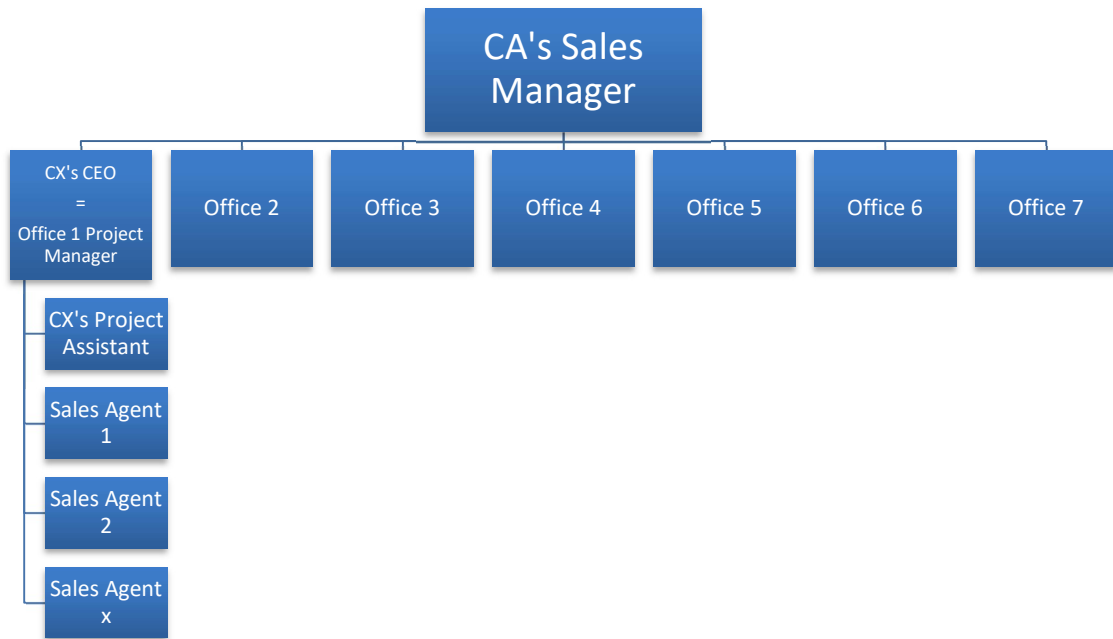 CA's Sales
Manager
CX's CEO
=
Office 1 Project
Manager
Office 2
Office 3
Office 4
Office 5
Office 6
Office 7
CX's Project
Assistant
Sales Agent
1
Sales Agent
2
Sales Agent
x